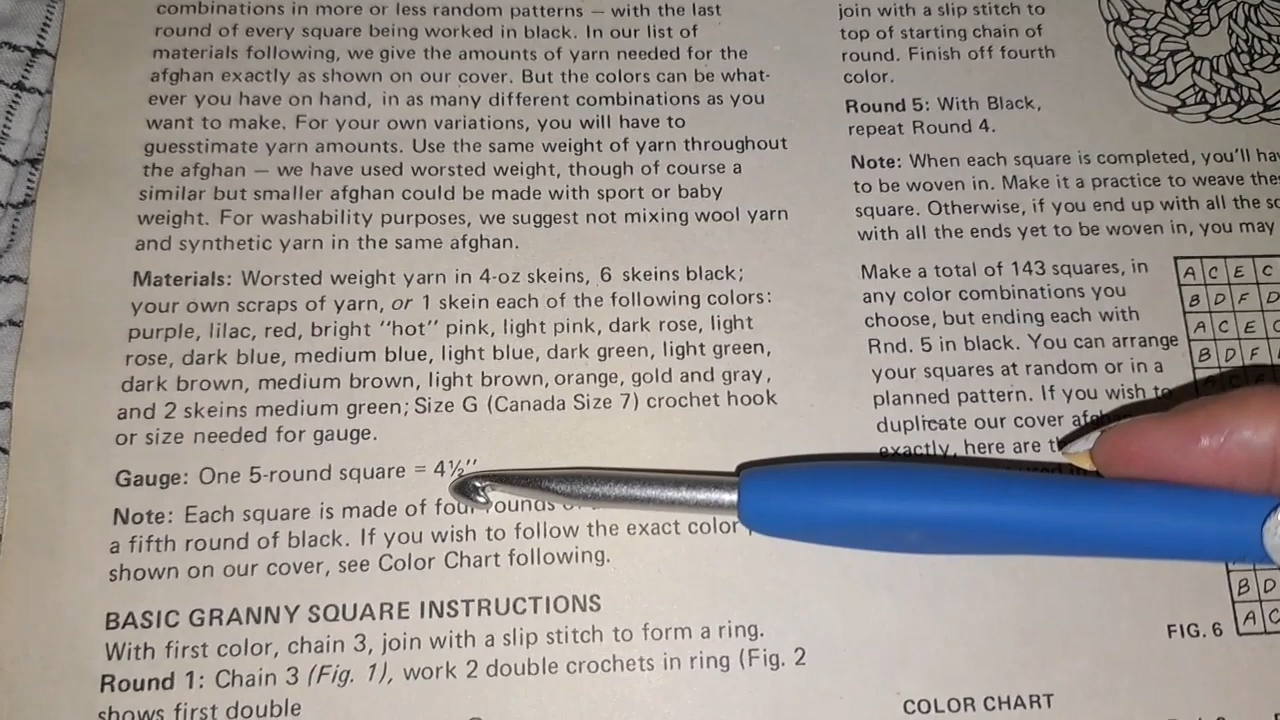 combinations in more or less random patterns — with the last
round of every square being worked in black. In our list of
materials following, we give the amounts of yarn needed for the
afghan exactly as shown on our cover. But the colors can be what-
ever you have on hand, in as many different combinations as you
want to make. For your own variations, you will have to
guesstimate yarn amounts. Use the same weight of yarn throughout
the afghan — we have used worsted weight, though of course a
similar but smaller afghan could be made with sport or baby
weight. For washability purposes, we suggest not mixing wool yarn
and synthetic yarn in the same afghan.
Materials: Worsted weight yarn in 4-oz skeins, 6 skeins black;
your own scraps of yarn, or 1 skein each of the following colors:
purple, lilac, red, bright "hot" pink, light pink, dark rose, light
rose, dark blue, medium blue, light blue, dark green, light green,
dark brown, medium brown, light brown, orange, gold and gray,
and 2 skeins medium green; Size G (Canada Size 7) crochet hook
or size needed for gauge.
Gauge: One 5-round square = 4½"
Note: Each square is made of four rounds
a fifth round of black. If you wish to follow the exact color
shown on our cover, see Color Chart following.
BASIC GRANNY SQUARE INSTRUCTIONS
With first color, chain 3, join with a slip stitch to form a ring.
Round 1: Chain 3 (Fig. 1), work 2 double crochets in ring (Fig. 2
shows first double
join with a slip stitch to
top of starting chain of
round. Finish off fourth
color.
Round 5: With Black,
repeat Round 4.
Note: When each square is completed, you'll
to be woven in. Make it a practice to weave
square. Otherwise, if you end up with all the
with all the ends yet to be woven in, you may
Make a total of 143 squares, in
any color combinations you
choose, but ending each with
Rnd. 5 in black. You can arrange
your squares at random or in a
planned pattern. If you wish to
duplicate our cover
exactly, here are
A C E C
B D F D
A C E
B D F
B D
A
FIG. 6
COLOR CHART